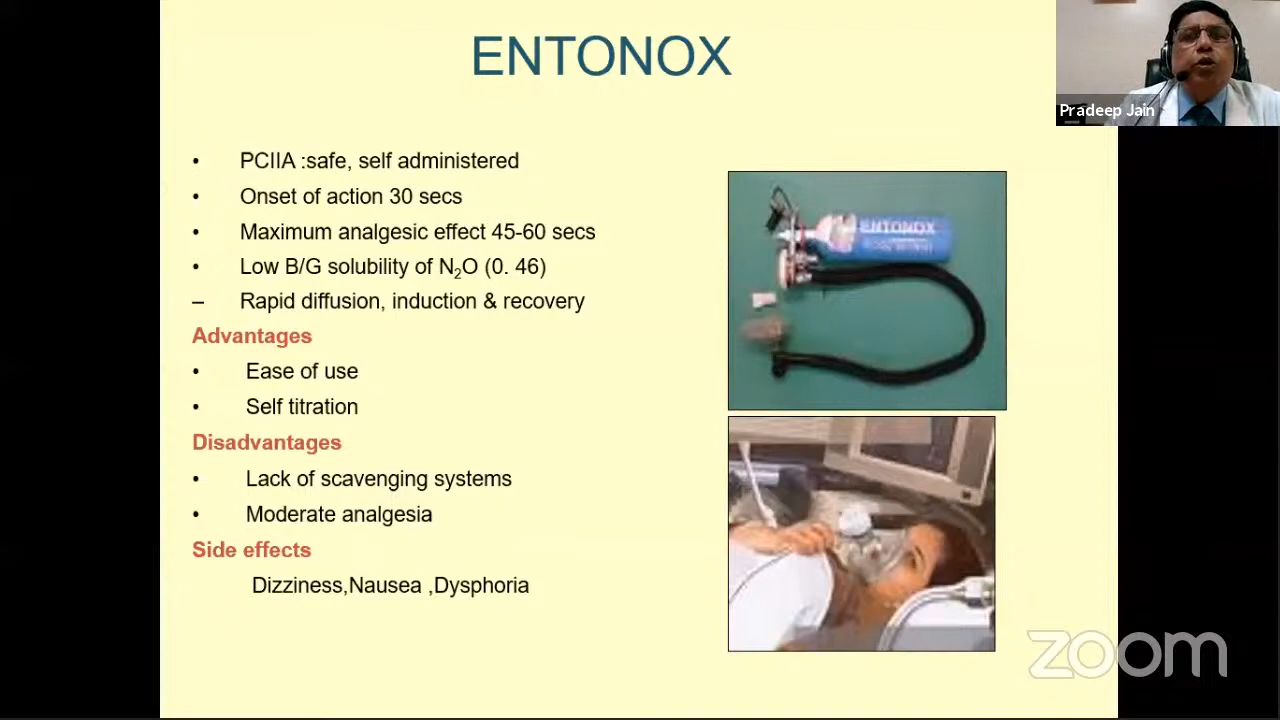 ENTONOX
Pradeep Jain
• PCIIA :safe, self administered
• Onset of action 30 secs
• Maximum analgesic effect 45-60 secs
• Low B/G solubility of N₂O (0. 46)
– Rapid diffusion, induction & recovery
Advantages
• Ease of use
• Self titration
Disadvantages
• Lack of scavenging systems
• Moderate analgesia
Side effects
Dizziness,Nausea ,Dysphoria
ENTONOX
zoom